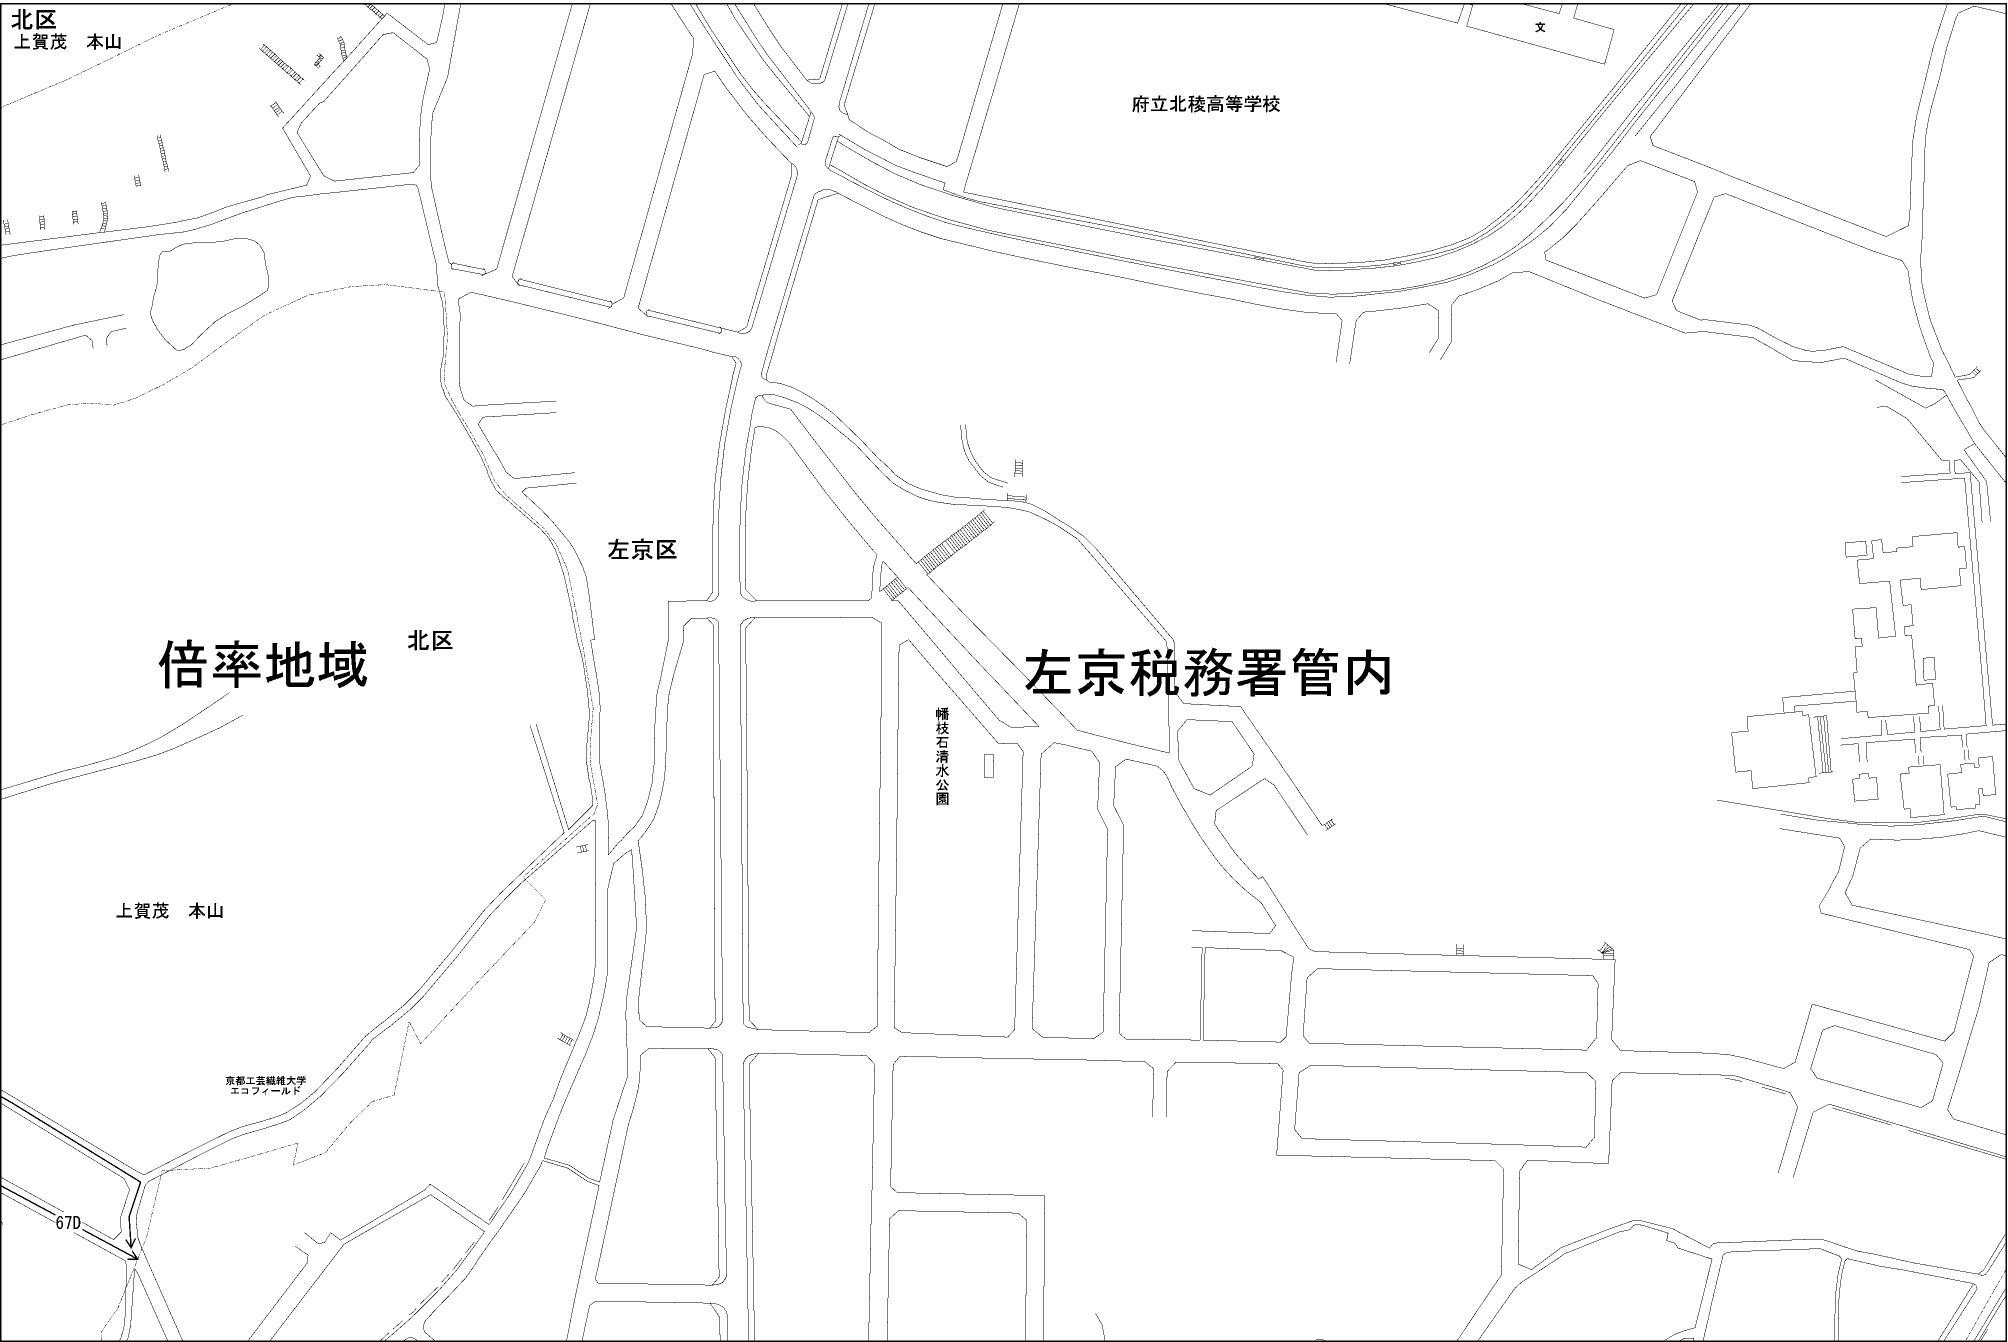 北区
上賀茂　本山
文
府立北稜高等学校
左京区
倍率地域
北区
左京税務署管内
幡枝石清水公園
上賀茂　本山
京都工芸繊維大学
エコフィールド
67D